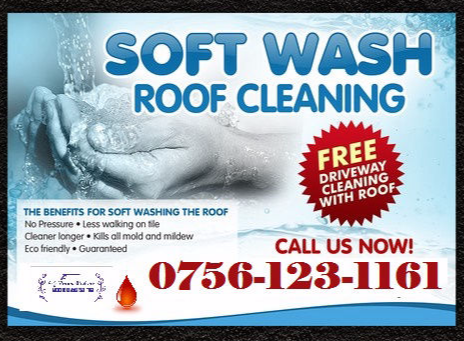 SOFT WASH
ROOF CLEANING
FREE
DRIVEWAY
CLEANING
WITH ROOF
THE BENEFITS FOR SOFT WASHING THE ROOF
No Pressure • Less walking on tile
Cleaner longer • Kills all mold and mildew
Eco friendly • Guaranteed
CALL US NOW!
0756-123-1161